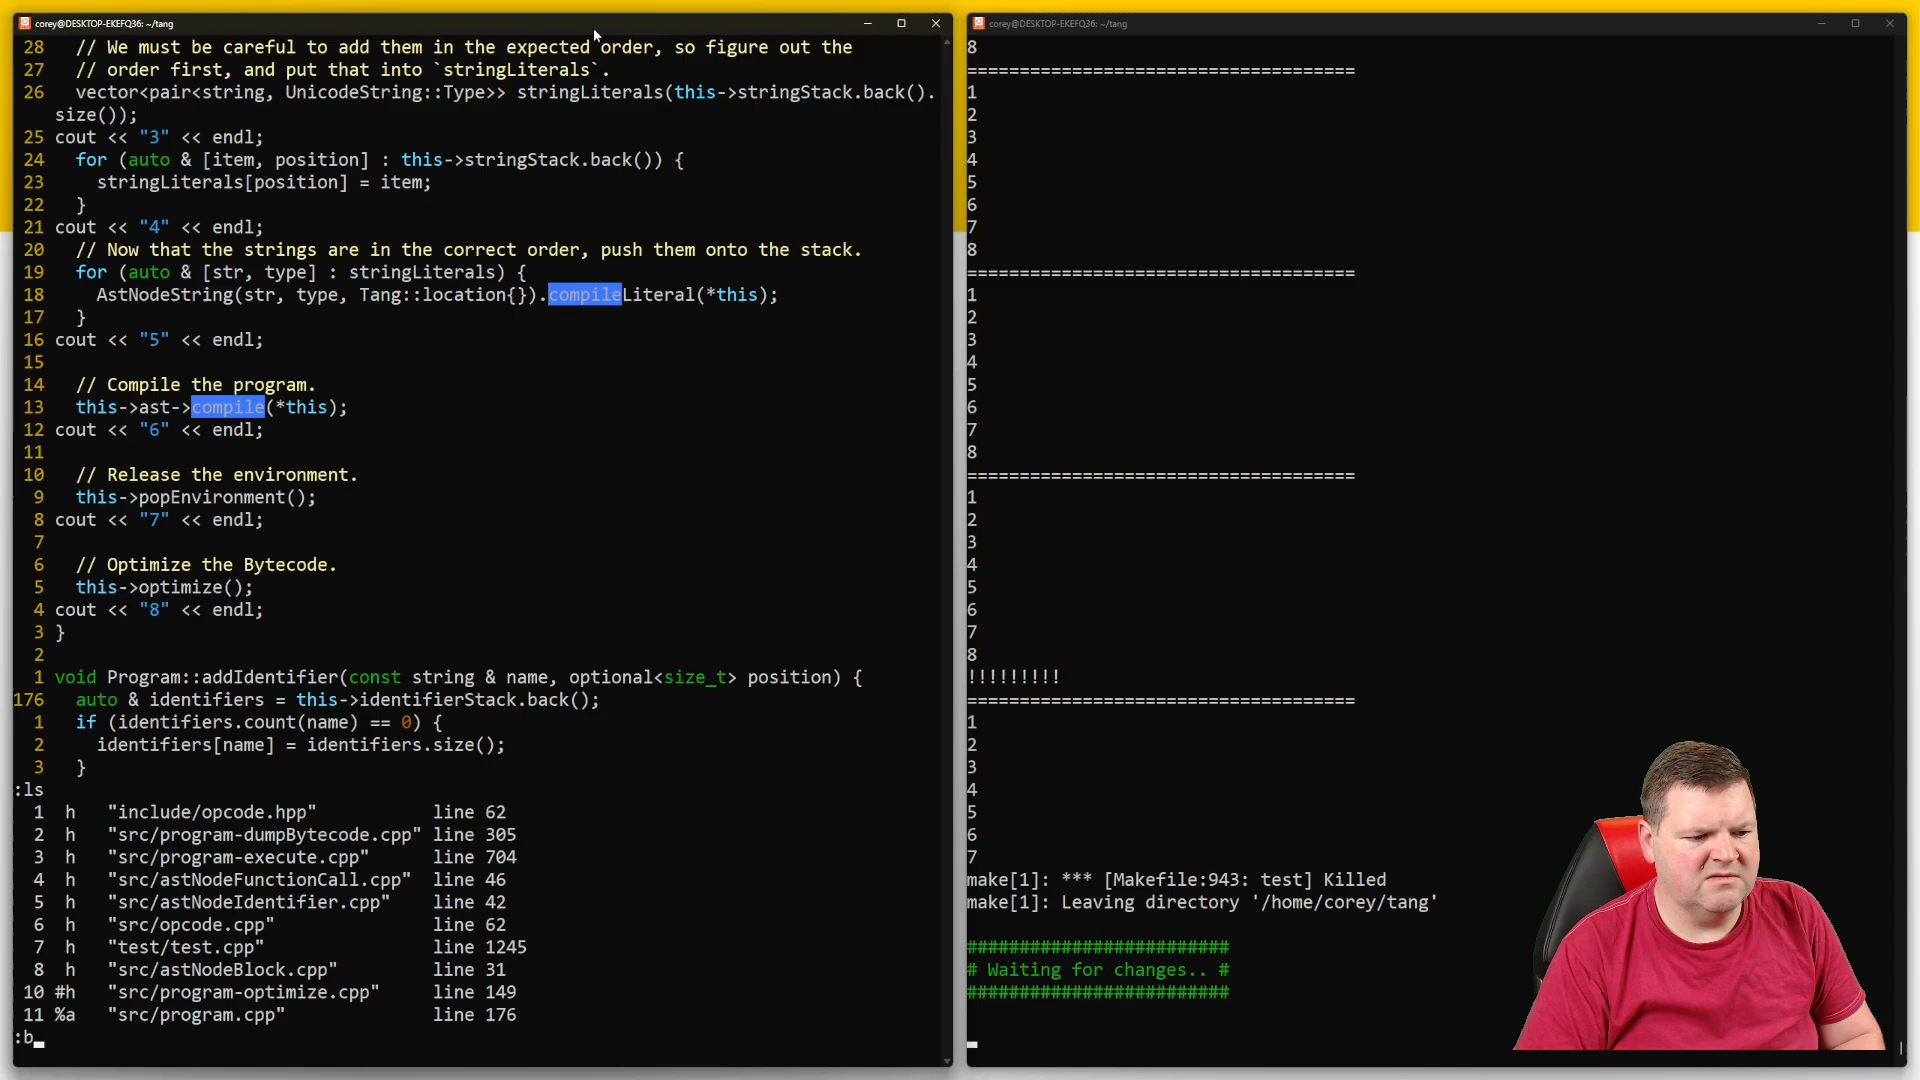 corey@DESKTOP-EKEFQ36: ~/tang
28   // We must be careful to add them in the expected order, so figure out the
27   // order first, and put that into `stringLiterals`.
26   vector<pair<string, UnicodeString::Type>> stringLiterals(this->stringStack.back().
size());
25 cout << "3" << endl;
24   for (auto & [item, position] : this->stringStack.back()) {
23     stringLiterals[position] = item;
22   }
21 cout << "4" << endl;
20   // Now that the strings are in the correct order, push them onto the stack.
19   for (auto & [str, type] : stringLiterals) {
18     AstNodeString(str, type, Tang::location{}).compileLiteral(*this);
17   }
16 cout << "5" << endl;
15
14   // Compile the program.
13   this->ast->compile(*this);
12 cout << "6" << endl;
11
10   // Release the environment.
9   this->popEnvironment();
8 cout << "7" << endl;
7
6   // Optimize the Bytecode.
5   this->optimize();
4 cout << "8" << endl;
3 }
2
1 void Program::addIdentifier(const string & name, optional<size_t> position) {
176   auto & identifiers = this->identifierStack.back();
1   if (identifiers.count(name) == 0) {
2     identifiers[name] = identifiers.size();
3   }
:ls
1  h   "include/opcode.hpp"           line 62
2  h   "src/program-dumpBytecode.cpp" line 305
3  h   "src/program-execute.cpp"      line 704
4  h   "src/astNodeFunctionCall.cpp"  line 46
5  h   "src/astNodeIdentifier.cpp"    line 42
6  h   "src/opcode.cpp"               line 62
7  h   "test/test.cpp"                line 1245
8  h   "src/astNodeBlock.cpp"         line 31
10 #h   "src/program-optimize.cpp"     line 149
11 %a   "src/program.cpp"              line 176
:b
corey@DESKTOP-EKEFQ36: ~/tang
8
=====================================
1
2
3
4
5
6
7
8
=====================================
1
2
3
4
5
6
7
8
=====================================
1
2
3
4
5
6
7
8
!!!!!!!!!
=====================================
1
2
3
4
5
6
7
make[1]: *** [Makefile:943: test] Killed
make[1]: Leaving directory '/home/corey/tang'
#########################
# Waiting for changes.. #
#########################